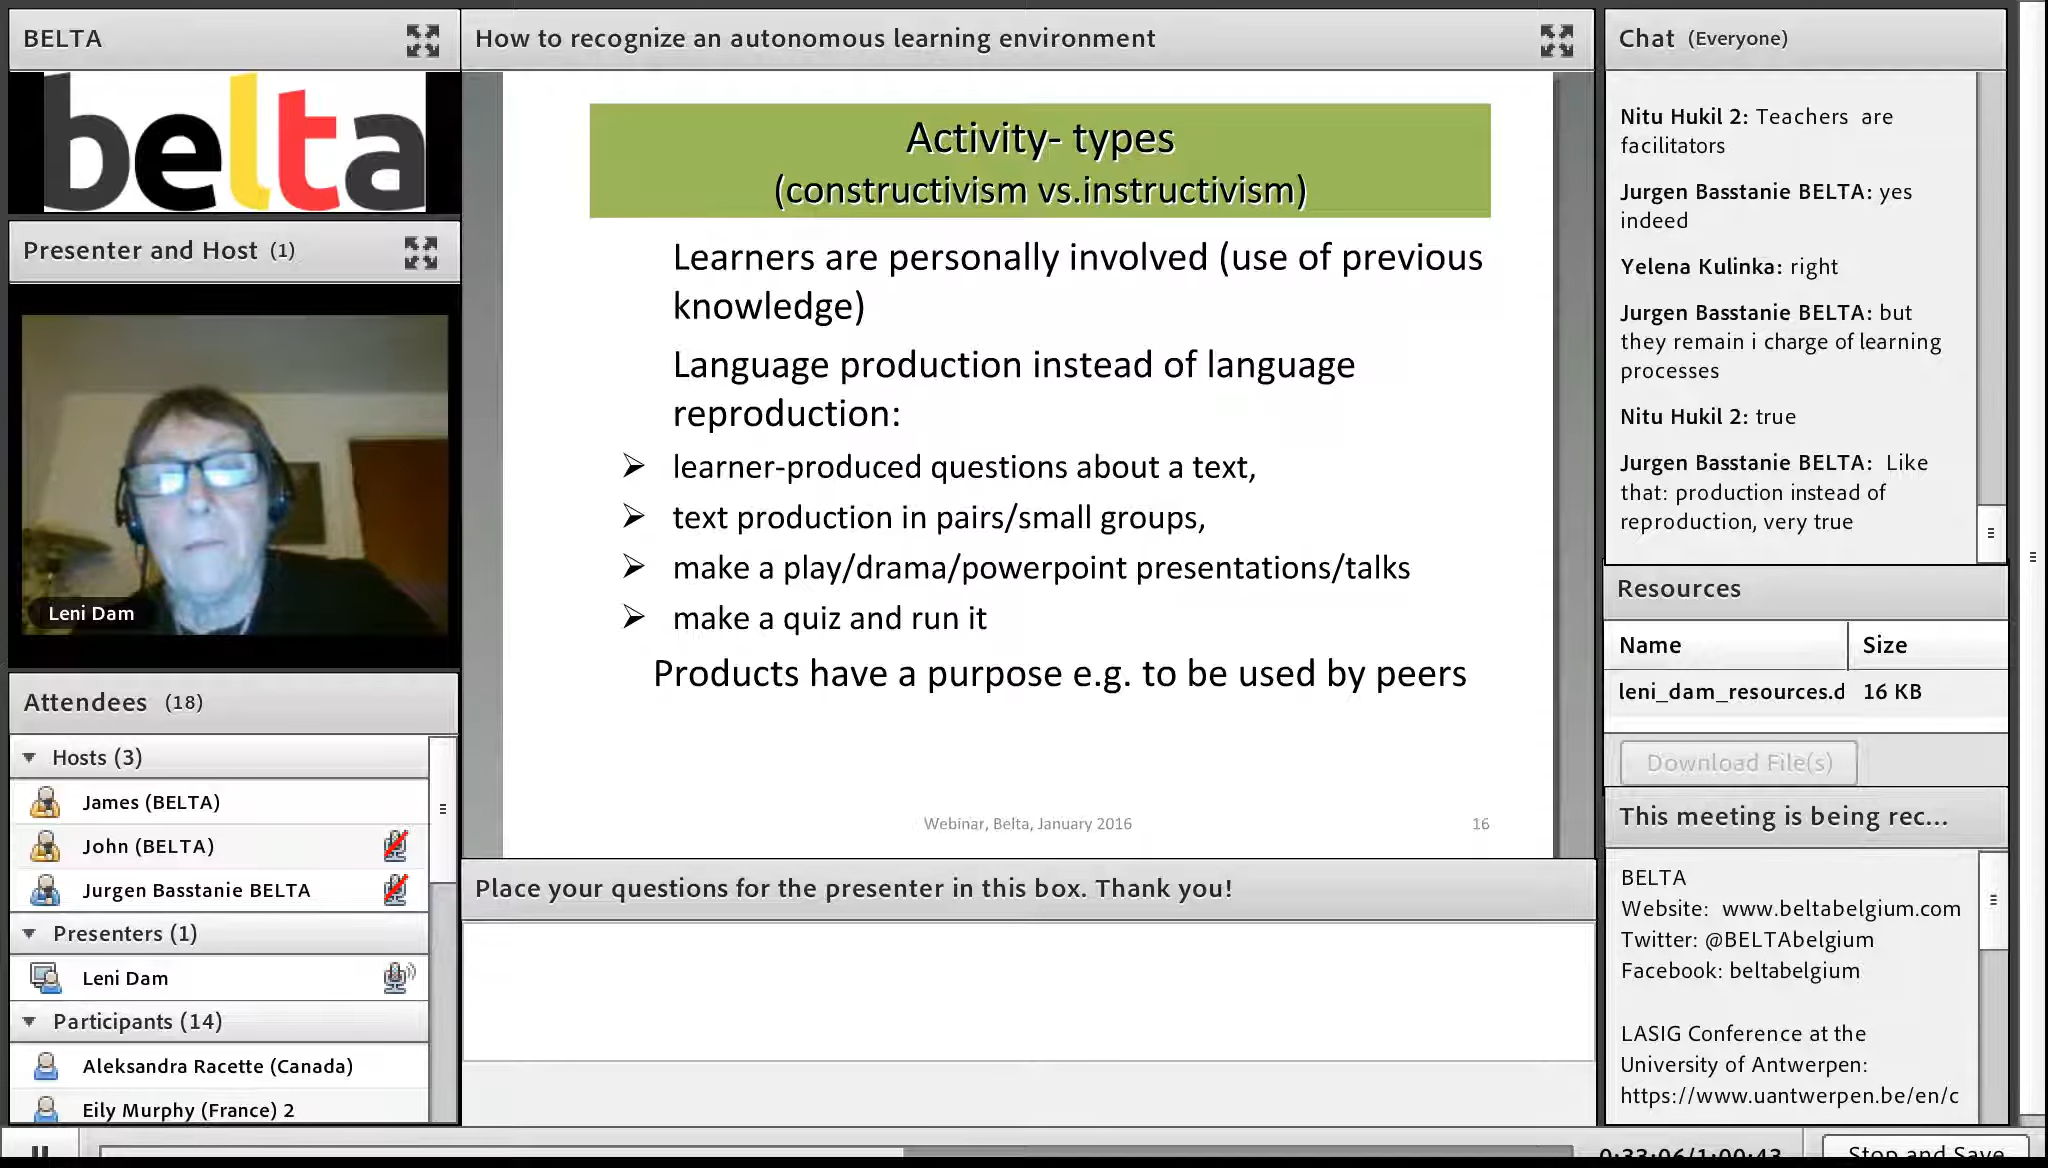 BELTA
belta
Presenter and Host (1)
Leni Dam
Attendees (18)
Hosts (3)
James (BELTA)
John (BELTA)
Jurgen Basstanie BELTA
Presenters (1)
Leni Dam
Participants (14)
Aleksandra Racette (Canada)
Eily Murphy (France) 2
How to recognize an autonomous learning environment
Activity- types
(constructivism vs.instructivism)
Learners are personally involved (use of previous
knowledge)
Language production instead of language
reproduction:
learner-produced questions about a text,
text production in pairs/small groups,
make a play/drama/powerpoint presentations/talks
make a quiz and run it
Products have a purpose e.g. to be used by peers
Webinar, Belta, January 2016 16
Place your questions for the presenter in this box. Thank you!
Chat (Everyone)
Nitu Hukil 2: Teachers are
facilitators
Jurgen Basstanie BELTA: yes
indeed
Yelena Kulinka: right
Jurgen Basstanie BELTA: but
they remain i charge of learning
processes
Nitu Hukil 2: true
Jurgen Basstanie BELTA: Like
that: production instead of
reproduction, very true
Resources
Name Size
leni_dam_resources.d 16 KB
Download File(s)
This meeting is being rec...
BELTA
Website: www.beltabelgium.com
Twitter: @BELTAbelgium
Facebook: beltabelgium
LASIG Conference at the
University of Antwerpen:
https://www.uantwerpen.be/en/c
0:33:06/1:00:43
Stop and Save